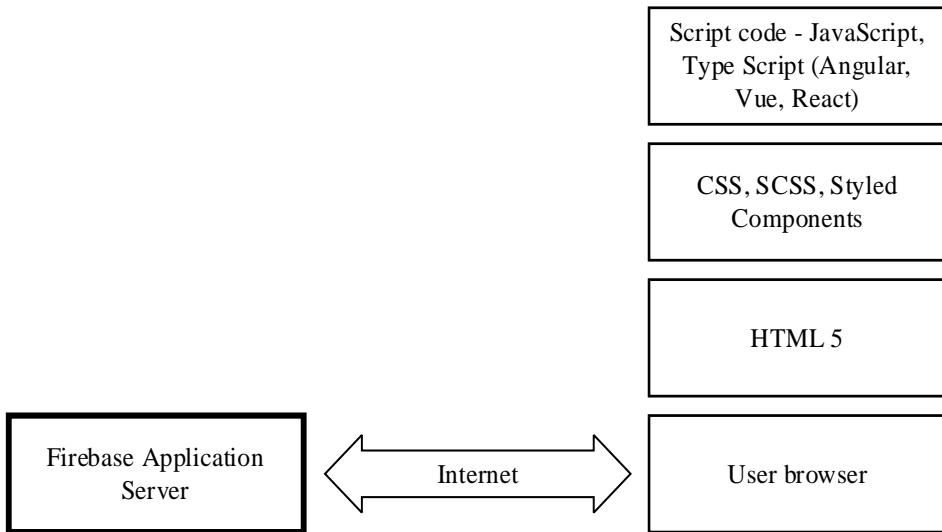 Script code - JavaScript,
Type Script (Angular,
Vue, React)
CSS, SCSS, Styled
Components
HTML 5
Firebase Application
Server
Internet
User browser